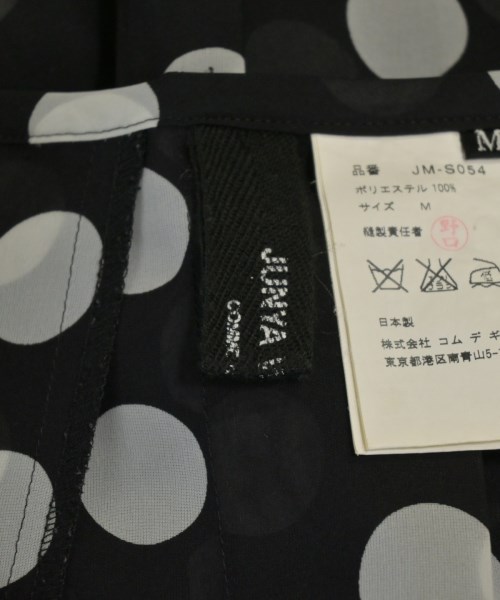 M
品番 JM-S054
ポリエステル 100%
サイズ M
縫製責任者 野口
日本製
株式会社 コム デ ギ
東京都港区南青山5-
JUNYA
COMME